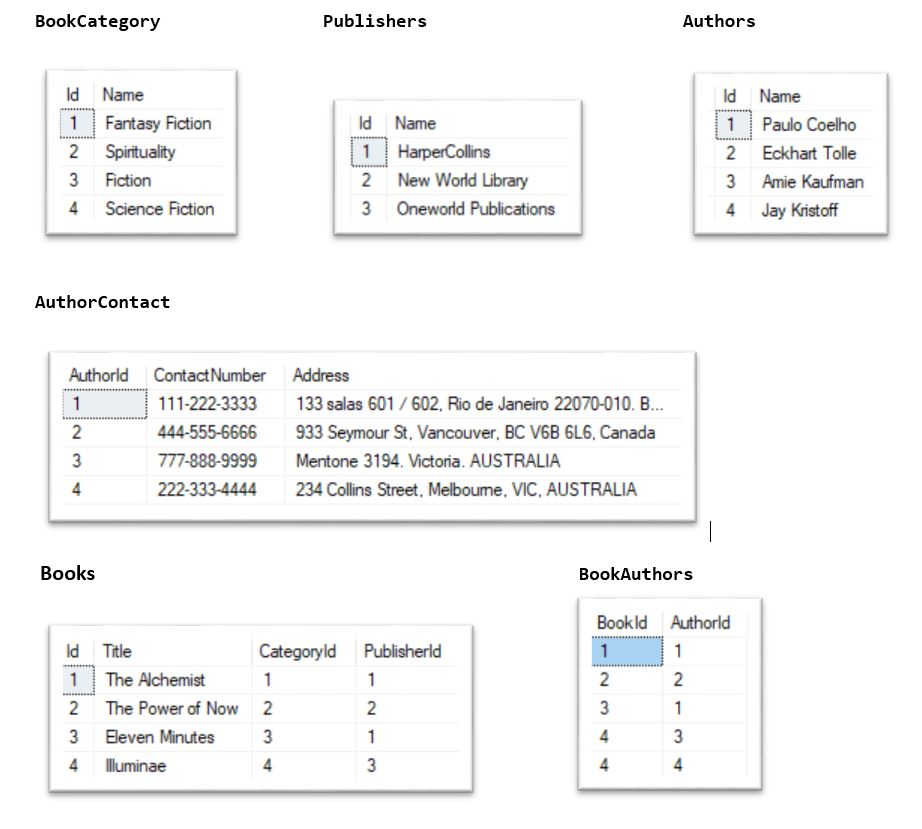 BookCategory
Publishers
Authors
Id Name
1 Fantasy Fiction
2 Spirituality
3 Fiction
4 Science Fiction
Id Name
1 HarperCollins
2 New World Library
3 Oneworld Publications
Id Name
1 Paulo Coelho
2 Eckhart Tolle
3 Amie Kaufman
4 Jay Kristoff
AuthorContact
AuthorId ContactNumber Address
1 111-222-3333 133 salas 601 / 602, Rio de Janeiro 22070-010. B...
2 444-555-6666 933 Seymour St, Vancouver, BC V6B 6L6, Canada
3 777-888-9999 Mentone 3194. Victoria. AUSTRALIA
4 222-333-4444 234 Collins Street, Melbourne, VIC, AUSTRALIA
Books
BookAuthors
Id Title CategoryId PublisherId
1 The Alchemist 1 1
2 The Power of Now 2 2
3 Eleven Minutes 3 1
4 Illuminae 4 3
BookId AuthorId
1 1
2 2
3 1
4 3
4 4